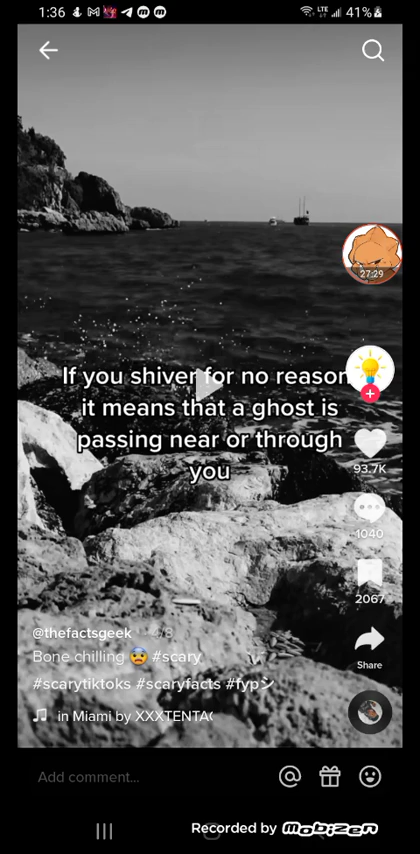 1:36
LTE
41%
27:29
If you shiver for no reason
it means that a ghost is
passing near or through
you
93.7K
1040
2067
@thefactsgeek
Bone chilling 😰 #scary
#scarytiktoks #scaryfacts #fypシ
Share
in Miami by XXXTENTA
Add comment...
Recorded by Mobizen